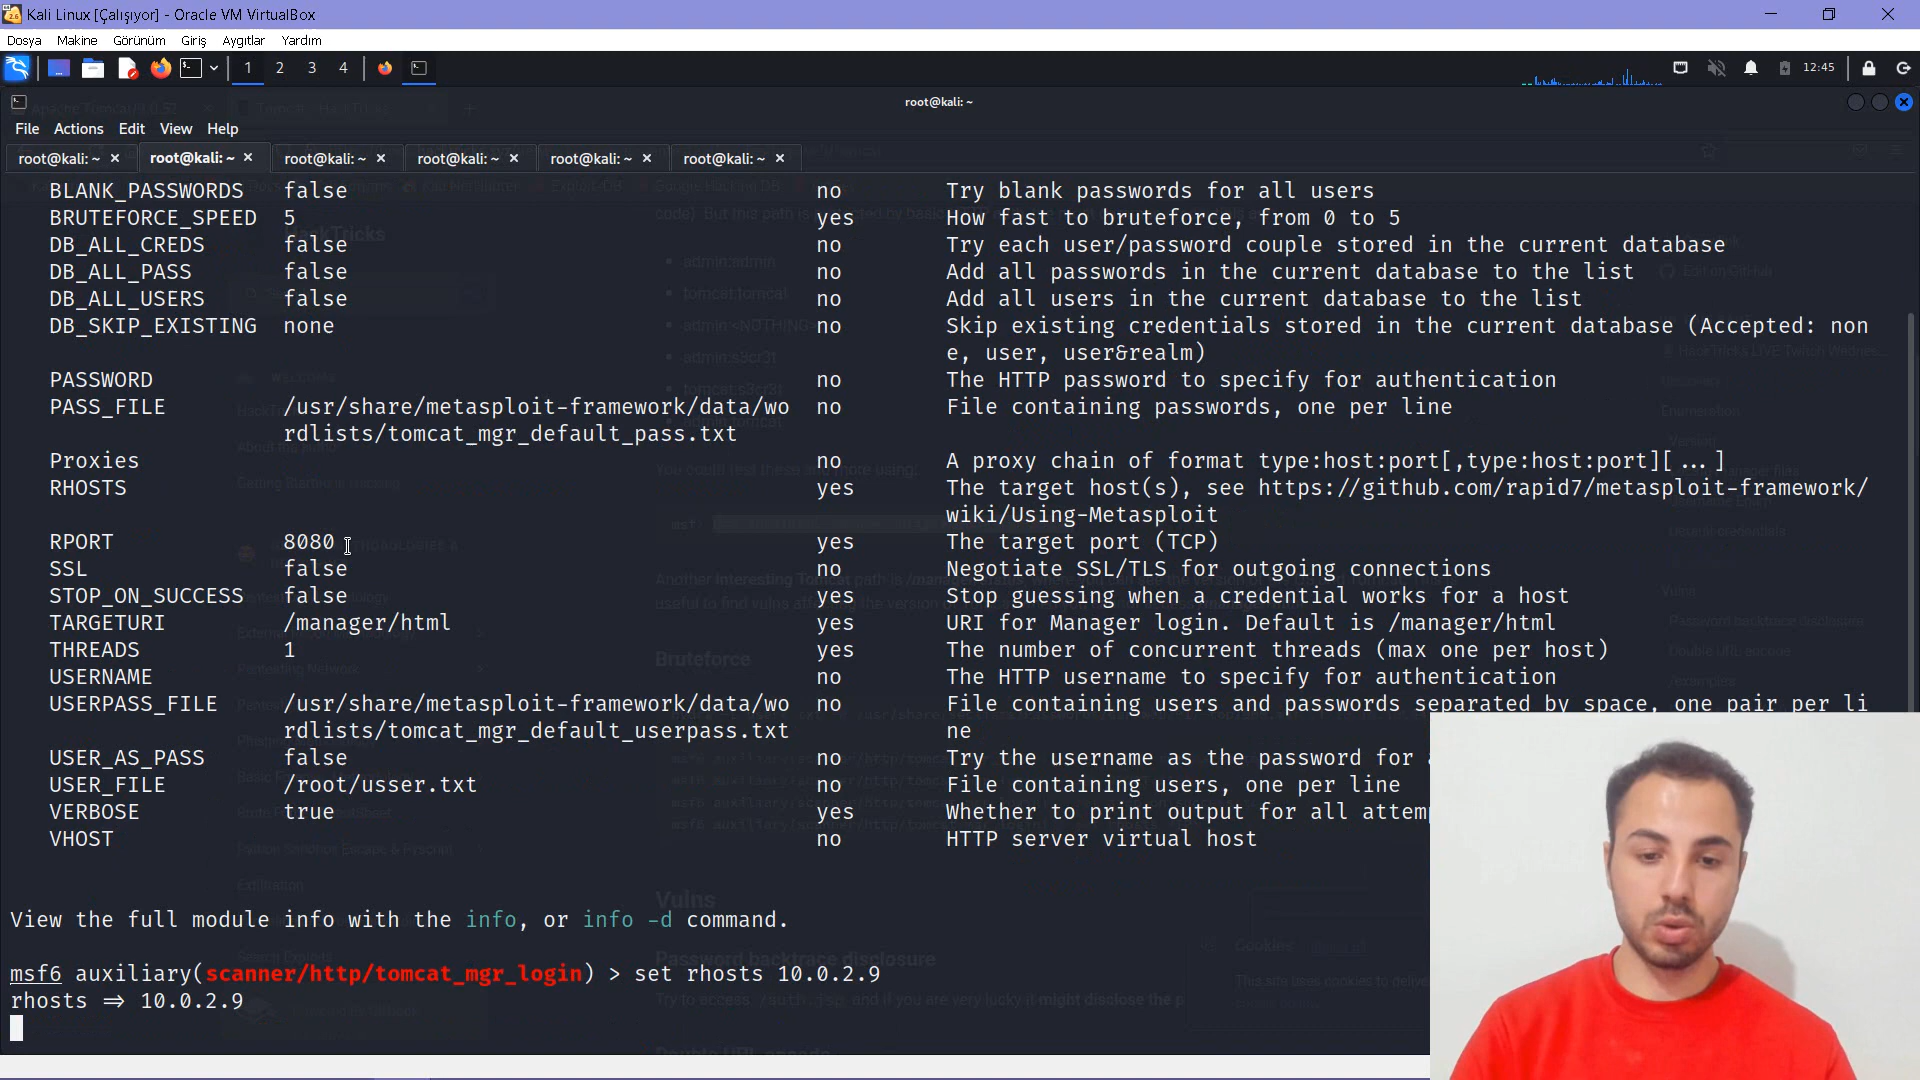 Kali Linux [Çalışıyor] - Oracle VM VirtualBox
Dosya Makine Görünüm Giriş Aygıtlar Yardım
1 2 3 4 12:45
root@kali: ~
File Actions Edit View Help
root@kali: ~ × root@kali: ~ × root@kali: ~ × root@kali: ~ × root@kali: ~ × root@kali: ~ ×
BLANK_PASSWORDS false no Try blank passwords for all users
BRUTEFORCE_SPEED 5 yes How fast to bruteforce, from 0 to 5
DB_ALL_CREDS false no Try each user/password couple stored in the current database
DB_ALL_PASS false no Add all passwords in the current database to the list
DB_ALL_USERS false no Add all users in the current database to the list
DB_SKIP_EXISTING none no Skip existing credentials stored in the current database (Accepted: non
e, user, user&realm)
PASSWORD no The HTTP password to specify for authentication
PASS_FILE /usr/share/metasploit-framework/data/wo no File containing passwords, one per line
rdlists/tomcat_mgr_default_pass.txt
Proxies no A proxy chain of format type:host:port[,type:host:port][...]
RHOSTS yes The target host(s), see https://github.com/rapid7/metasploit-framework/
wiki/Using-Metasploit
RPORT 8080 yes The target port (TCP)
SSL false no Negotiate SSL/TLS for outgoing connections
STOP_ON_SUCCESS false yes Stop guessing when a credential works for a host
TARGETURI /manager/html yes URI for Manager login. Default is /manager/html
THREADS 1 yes The number of concurrent threads (max one per host)
USERNAME no The HTTP username to specify for authentication
USERPASS_FILE /usr/share/metasploit-framework/data/wo no File containing users and passwords separated by space, one pair per li
rdlists/tomcat_mgr_default_userpass.txt ne
USER_AS_PASS false no Try the username as the password for
USER_FILE /root/usser.txt no File containing users, one per line
VERBOSE true yes Whether to print output for all
VHOST no HTTP server virtual host
View the full module info with the info, or info -d command.
msf6 auxiliary(scanner/http/tomcat_mgr_login) > set rhosts 10.0.2.9
rhosts => 10.0.2.9